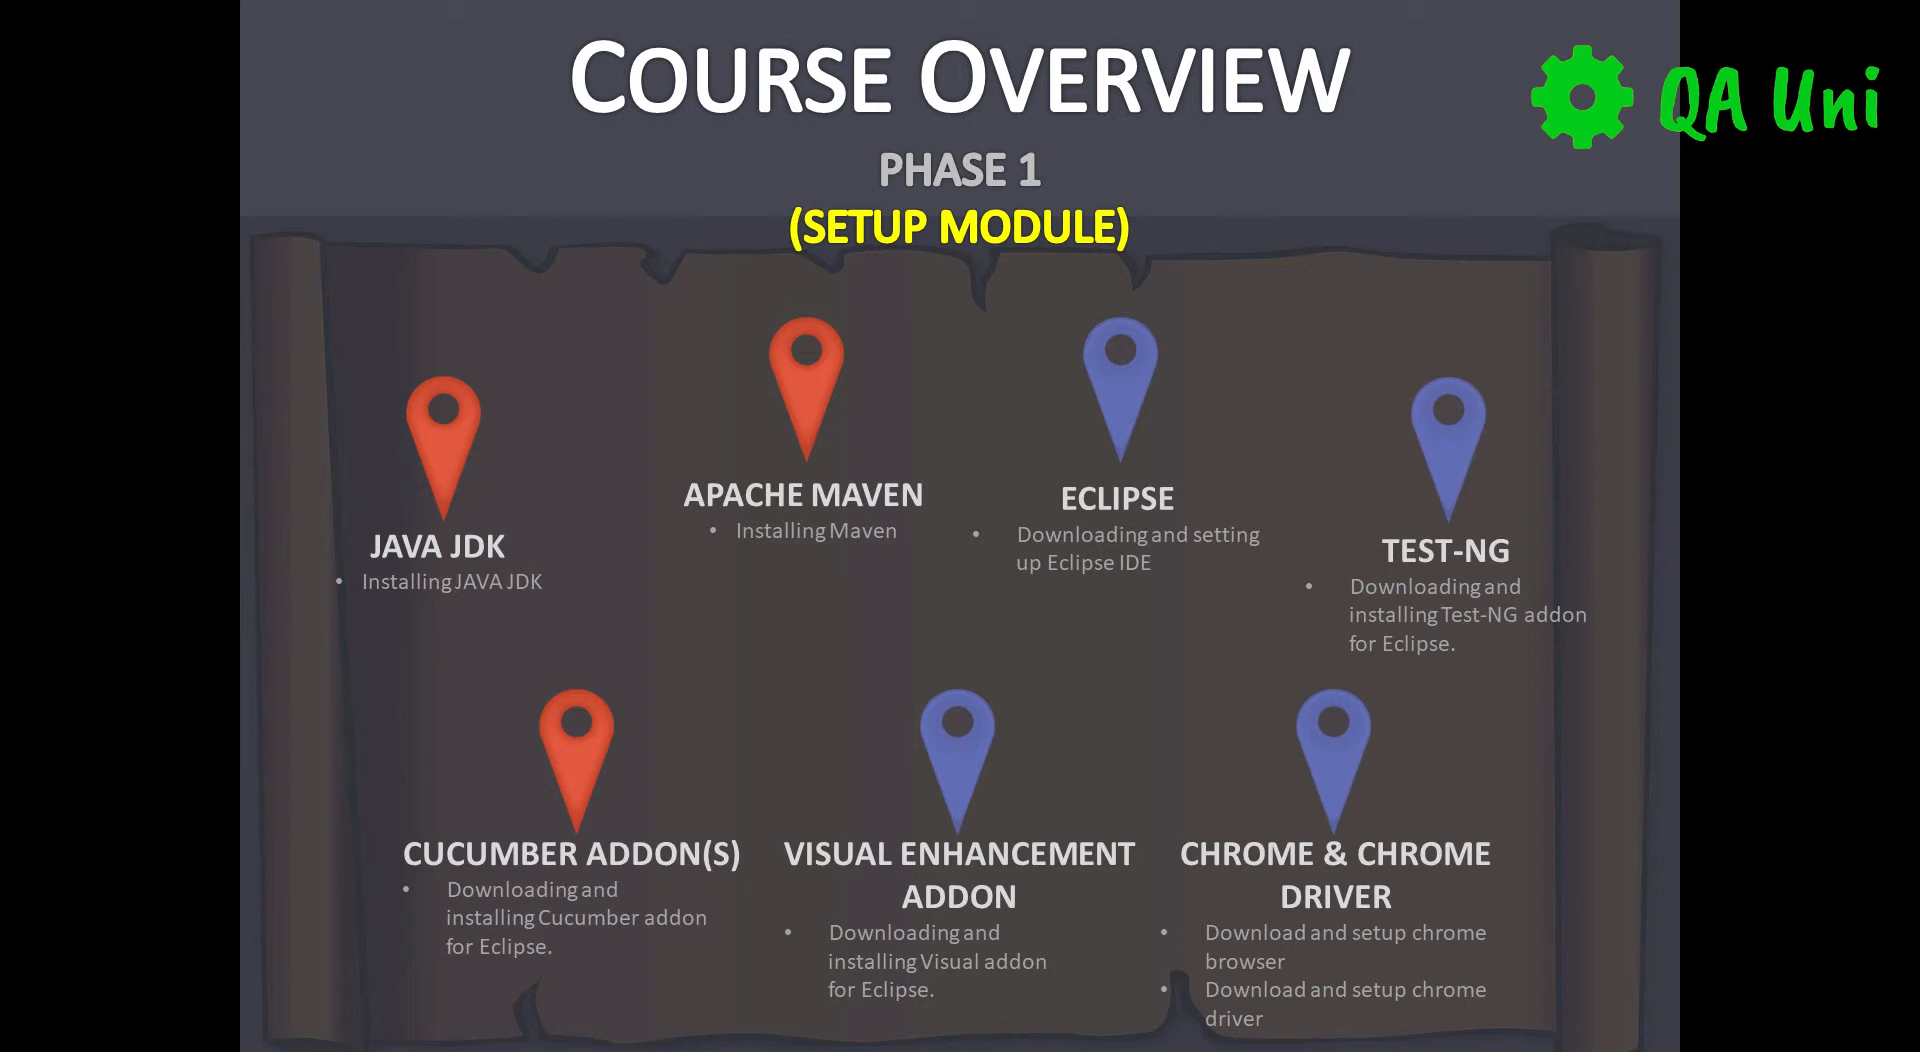 COURSE OVERVIEW
QA Uni
PHASE 1
(SETUP MODULE)
JAVA JDK
• Installing JAVA JDK
APACHE MAVEN
• Installing Maven
ECLIPSE
• Downloading and setting
up Eclipse IDE
TEST-NG
• Downloading and
installing Test-NG addon
for Eclipse.
CUCUMBER ADDON(S)
• Downloading and
installing Cucumber addon
for Eclipse.
VISUAL ENHANCEMENT
ADDON
• Downloading and
installing Visual addon
for Eclipse.
CHROME & CHROME
DRIVER
• Download and setup chrome
browser
• Download and setup chrome
driver